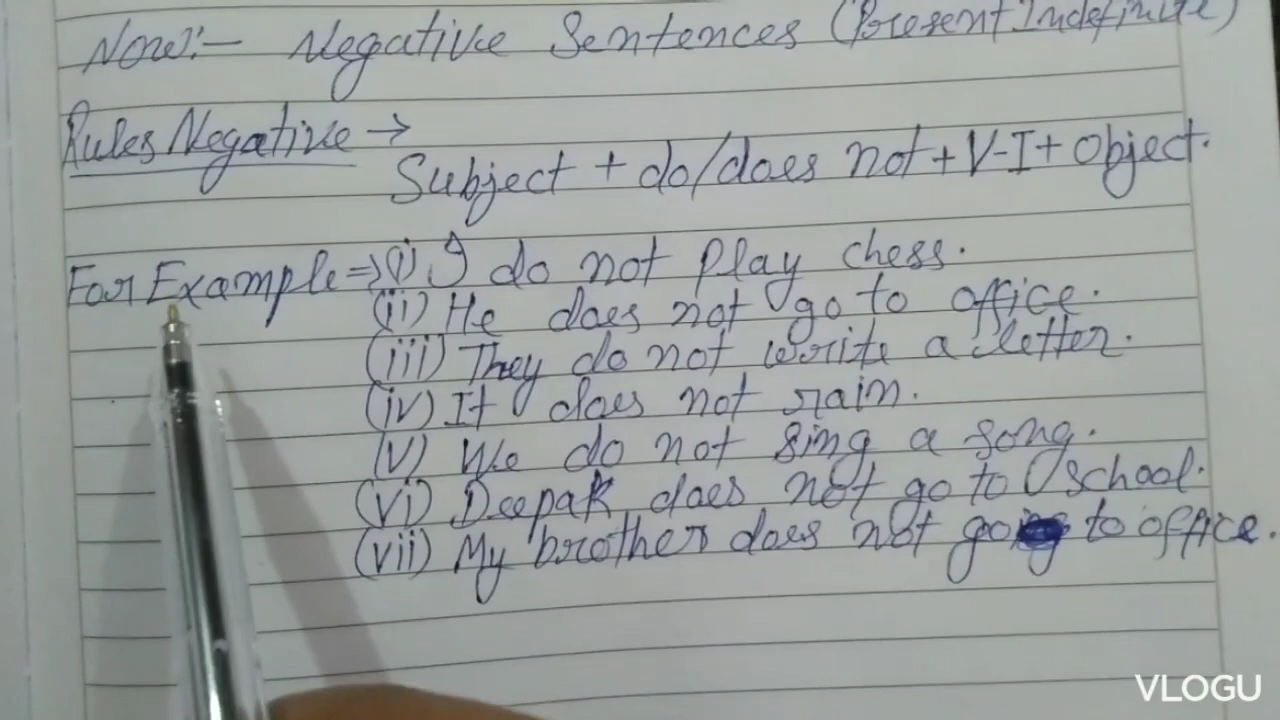 Now:- Negative Sentences (Present Indefinite)
Rules Negative →
Subject + do/does not + V-I + Object.
For Example ⇒ (i) I do not play chess.
(ii) He does not go to office.
(iii) They do not write a letter.
(iv) It does not rain.
(v) We do not sing a song.
(vi) Deepak does not go to school.
(vii) My brother does not go to office.
VLOGU